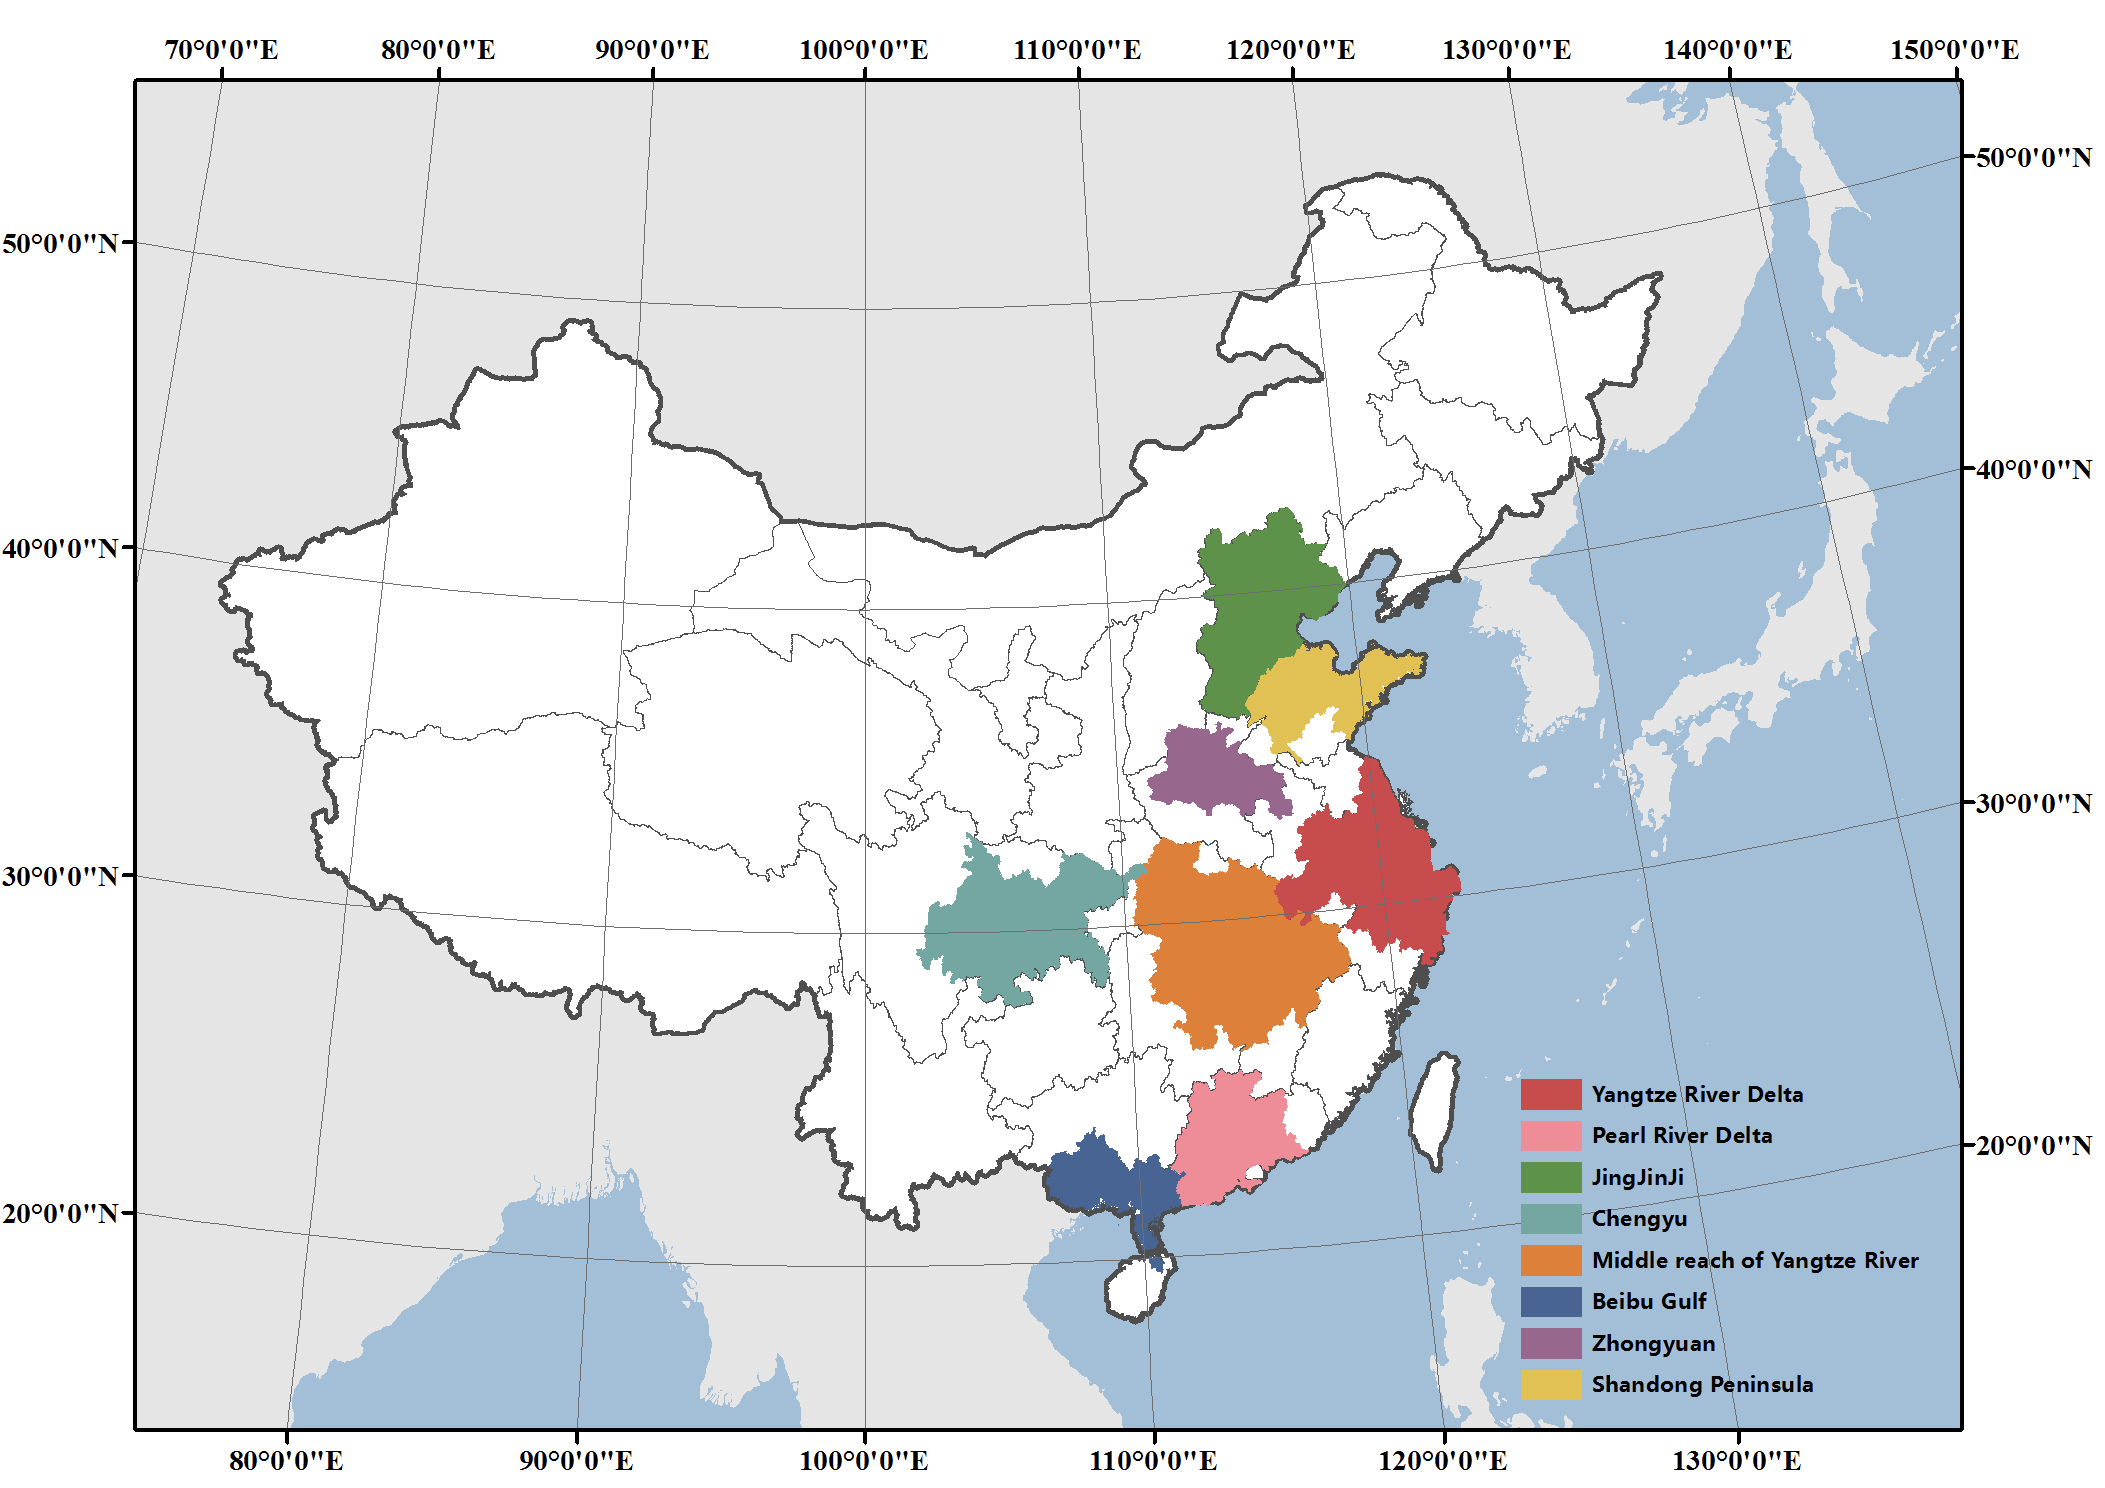 70°0'0"E 80°0'0"E 90°0'0"E 100°0'0"E 110°0'0"E 120°0'0"E 130°0'0"E 140°0'0"E 150°0'0"E
50°0'0"N
50°0'0"N
40°0'0"N
40°0'0"N
30°0'0"N
30°0'0"N
20°0'0"N
20°0'0"N
Yangtze River Delta
Pearl River Delta
JingJinJi
Chengyu
Middle reach of Yangtze River
Beibu Gulf
Zhongyuan
Shandong Peninsula
80°0'0"E 90°0'0"E 100°0'0"E 110°0'0"E 120°0'0"E 130°0'0"E